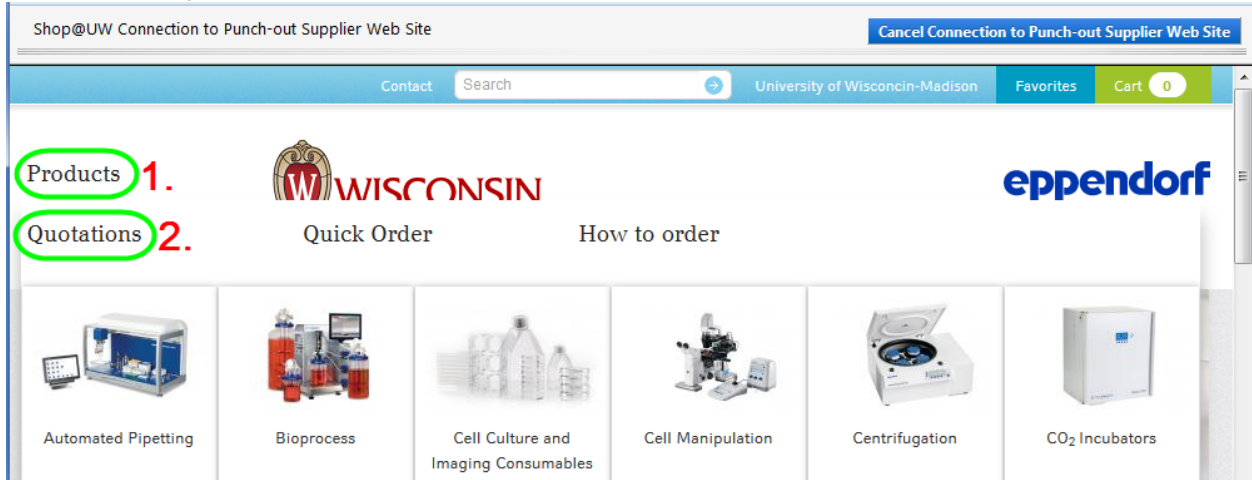 Shop@UW Connection to Punch-out Supplier Web Site
Cancel Connection to Punch-out Supplier Web Site
Contact
Search
University of Wisconcin-Madison
Favorites
Cart 0
Products 1.
W WISCONSIN
eppendorf
Quotations 2.
Quick Order
How to order
Automated Pipetting
Bioprocess
Cell Culture and
Imaging Consumables
Cell Manipulation
Centrifugation
CO₂ Incubators